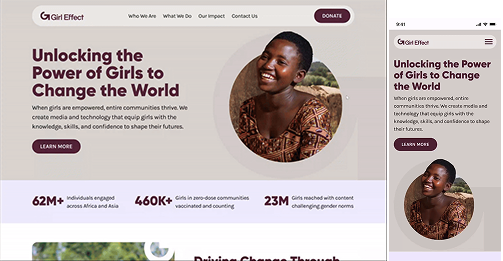 Girl Effect
Who We Are What We Do Our Impact Contact Us
DONATE
Unlocking the
Power of Girls to
Change the World
When girls are empowered, entire communities thrive. We
create media and technology that equip girls with the
knowledge, skills, and confidence to shape their futures.
LEARN MORE
62M+ Individuals engaged
across Africa and Asia
460K+ Girls in zero-dose communities
vaccinated and counting
23M Girls reached with content
challenging gender norms
Driving Change Through
9:41
Girl Effect
Unlocking the Power
of Girls to Change
the World
When girls are empowered, entire
communities thrive. We create media and
technology that equip girls with the
knowledge, skills, and confidence to shape
their futures.
LEARN MORE